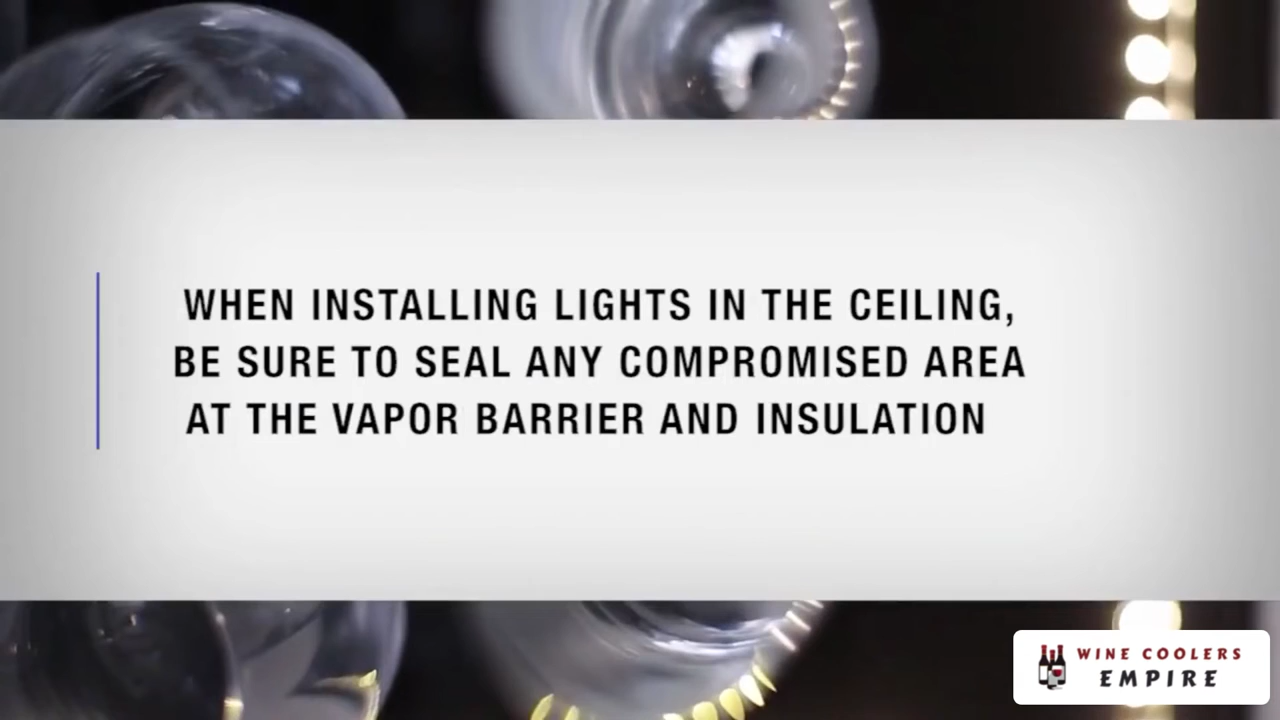 WHEN INSTALLING LIGHTS IN THE CEILING,
BE SURE TO SEAL ANY COMPROMISED AREA
AT THE VAPOR BARRIER AND INSULATION
WINE COOLERS
EMPIRE